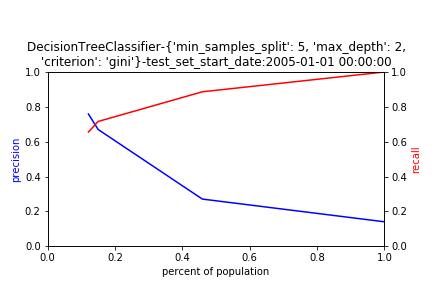 DecisionTreeClassifier-{'min_samples_split': 5, 'max_depth': 2,
'criterion': 'gini'}-test_set_start_date:2005-01-01 00:00:00
1.0
0.8
0.6
0.4
0.2
0.0
precision
1.0
0.8
0.6
0.4
0.2
0.0
recall
0.0 0.2 0.4 0.6 0.8 1.0
percent of population